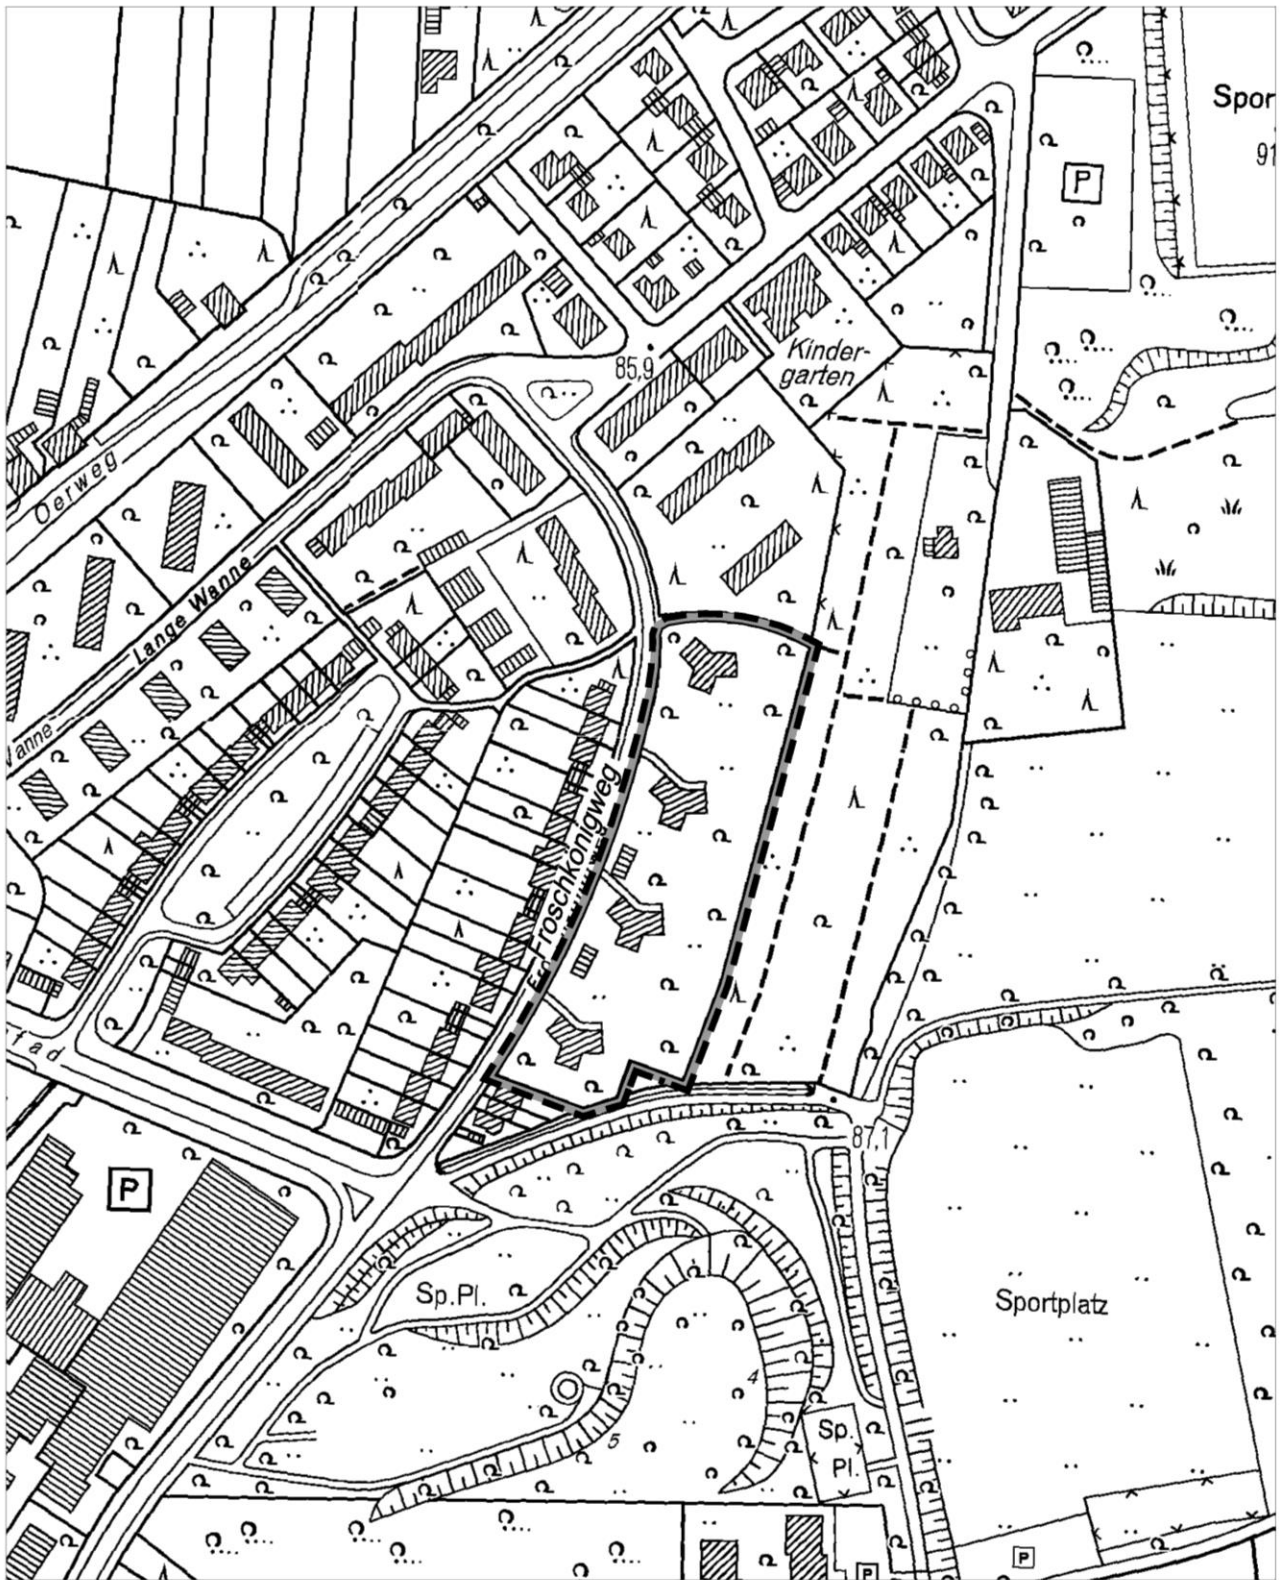 Spor
91
P
85,9
Kinder-
garten
Oerweg
Lange Wanne
Wanne
Froschkönigweg
fad
P
87,1
Sp.Pl.
Sportplatz
4
5
Sp.
Pl.
P
P